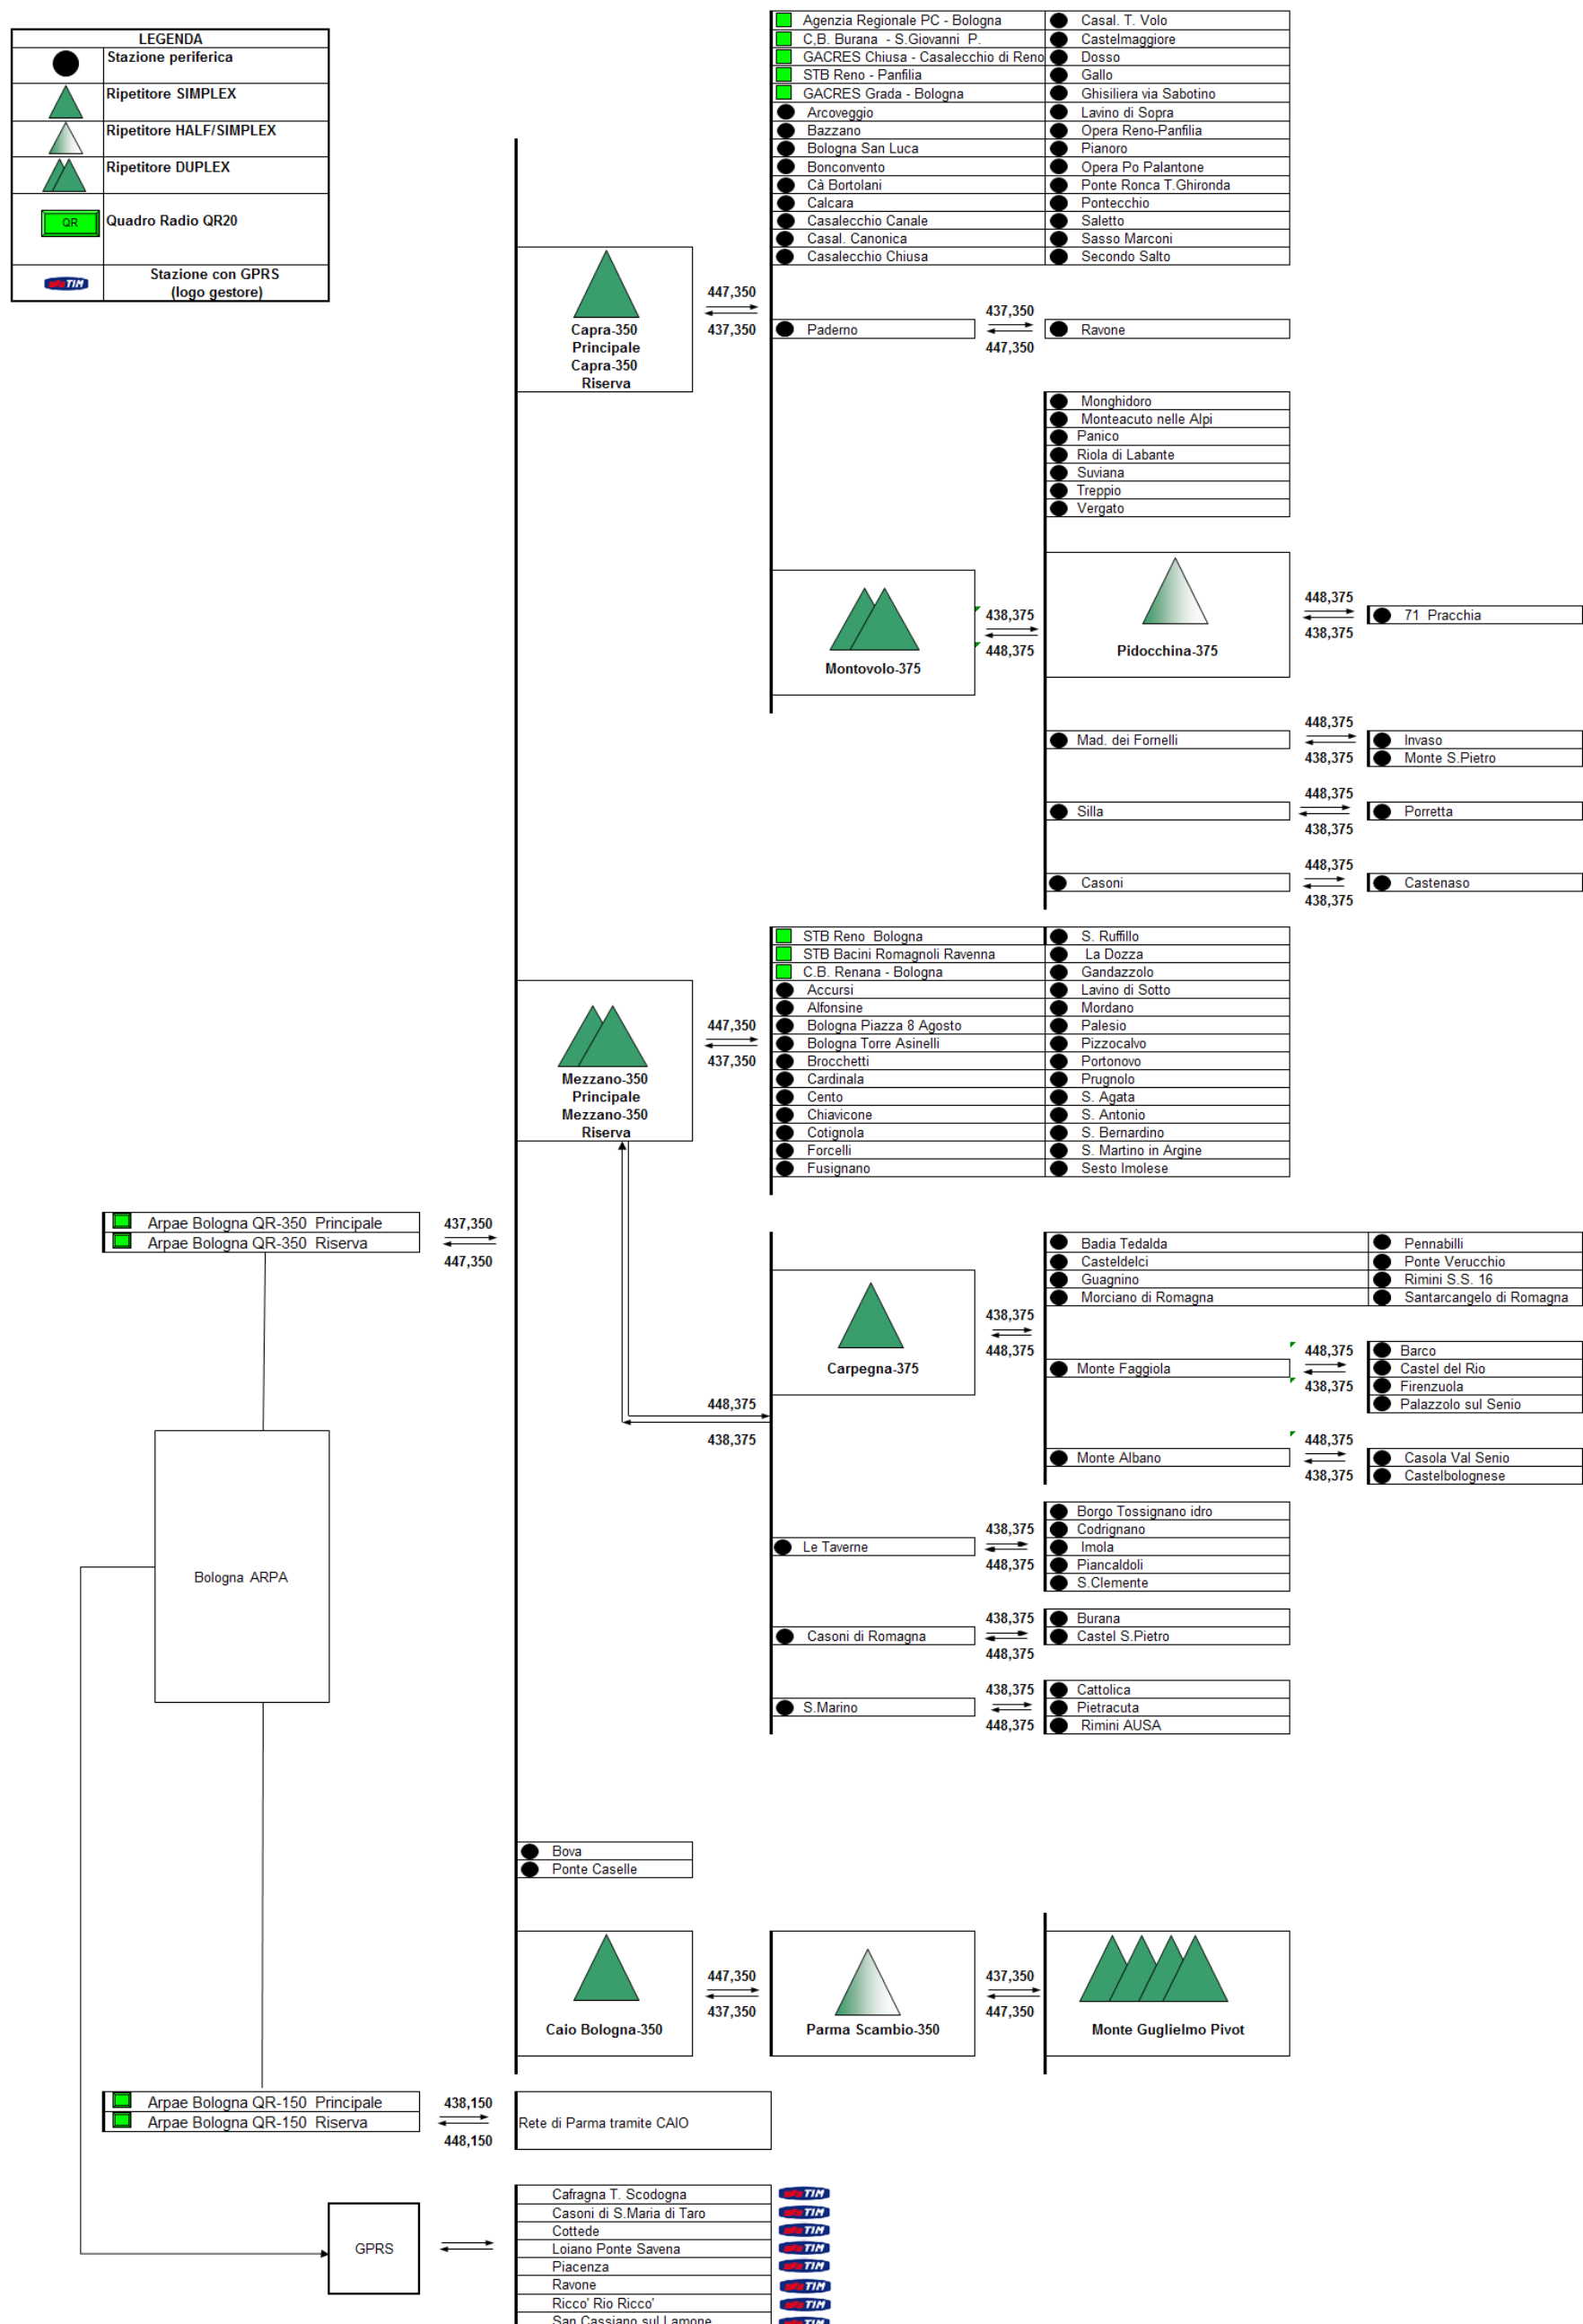 LEGENDA
Stazione periferica
Ripetitore SIMPLEX
Ripetitore HALF/SIMPLEX
Ripetitore DUPLEX
QR
Quadro Radio QR20
TIM
Stazione con GPRS
(logo gestore)
Agenzia Regionale PC - Bologna
Casal. T. Volo
C,B. Burana - S.Giovanni P.
Castelmaggiore
GACRES Chiusa - Casalecchio di Reno
Dosso
STB Reno - Panfilia
Gallo
GACRES Grada - Bologna
Ghisiliera via Sabotino
Arcoveggio
Lavino di Sopra
Bazzano
Opera Reno-Panfilia
Bologna San Luca
Pianoro
Bonconvento
Opera Po Palantone
Cà Bortolani
Ponte Ronca T.Ghironda
Calcara
Pontecchio
Casalecchio Canale
Saletto
Casal. Canonica
Sasso Marconi
Casalecchio Chiusa
Secondo Salto
Capra-350
Principale
Capra-350
Riserva
447,350
437,350
Paderno
437,350
447,350
Ravone
Monghidoro
Monteacuto nelle Alpi
Panico
Riola di Labante
Suviana
Treppio
Vergato
Montovolo-375
438,375
448,375
Pidocchina-375
448,375
438,375
71 Pracchia
Mad. dei Fornelli
448,375
438,375
Invaso
Monte S.Pietro
Silla
448,375
438,375
Porretta
Casoni
448,375
438,375
Castenaso
STB Reno Bologna
S. Ruffillo
STB Bacini Romagnoli Ravenna
La Dozza
C.B. Renana - Bologna
Gandazzolo
Accursi
Lavino di Sotto
Alfonsine
Mordano
Bologna Piazza 8 Agosto
Palesio
Bologna Torre Asinelli
Pizzocalvo
Brocchetti
Portonovo
Cardinala
Prugnolo
Cento
S. Agata
Chiavicone
S. Antonio
Cotignola
S. Bernardino
Forcelli
S. Martino in Argine
Fusignano
Sesto Imolese
Mezzano-350
Principale
Mezzano-350
Riserva
447,350
437,350
Arpae Bologna QR-350 Principale
Arpae Bologna QR-350 Riserva
437,350
447,350
448,375
438,375
Carpegna-375
438,375
448,375
Badia Tedalda
Pennabilli
Casteldelci
Ponte Verucchio
Guagnino
Rimini S.S. 16
Morciano di Romagna
Santarcangelo di Romagna
Monte Faggiola
448,375
438,375
Barco
Castel del Rio
Firenzuola
Palazzolo sul Senio
Monte Albano
448,375
438,375
Casola Val Senio
Castelbolognese
Le Taverne
438,375
448,375
Borgo Tossignano idro
Codrignano
Imola
Piancaldoli
S.Clemente
Casoni di Romagna
438,375
448,375
Burana
Castel S.Pietro
S.Marino
438,375
448,375
Cattolica
Pietracuta
Rimini AUSA
Bologna ARPA
Bova
Ponte Caselle
Caio Bologna-350
447,350
437,350
Parma Scambio-350
437,350
447,350
Monte Guglielmo Pivot
Arpae Bologna QR-150 Principale
Arpae Bologna QR-150 Riserva
438,150
448,150
Rete di Parma tramite CAIO
GPRS
Cafragna T. Scodogna
TIM
Casoni di S.Maria di Taro
TIM
Cottede
TIM
Loiano Ponte Savena
TIM
Piacenza
TIM
Ravone
TIM
Ricco' Rio Ricco'
TIM
San Cassiano sul Lamone
TIM